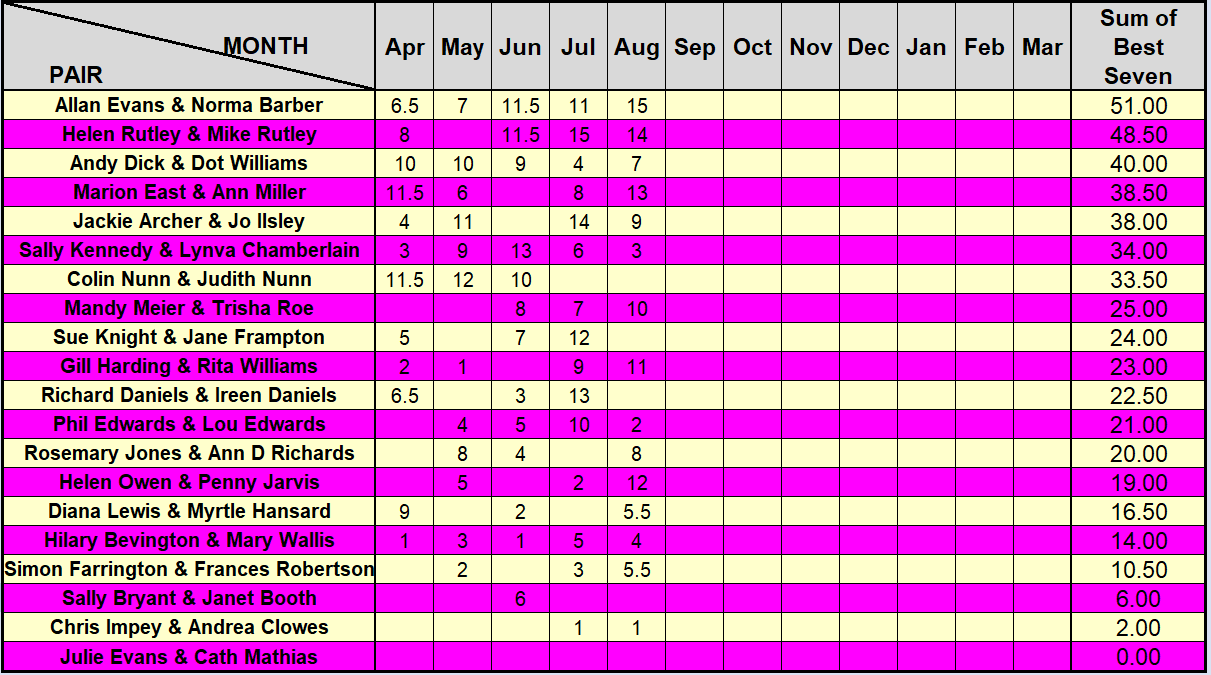 MONTH
PAIR
Apr May Jun Jul Aug Sep Oct Nov Dec Jan Feb Mar Sum of Best Seven
Allan Evans & Norma Barber 6.5 7 11.5 11 15 51.00
Helen Rutley & Mike Rutley 8 11.5 15 14 48.50
Andy Dick & Dot Williams 10 10 9 4 7 40.00
Marion East & Ann Miller 11.5 6 8 13 38.50
Jackie Archer & Jo Ilsley 4 11 14 9 38.00
Sally Kennedy & Lynva Chamberlain 3 9 13 6 3 34.00
Colin Nunn & Judith Nunn 11.5 12 10 33.50
Mandy Meier & Trisha Roe 8 7 10 25.00
Sue Knight & Jane Frampton 5 7 12 24.00
Gill Harding & Rita Williams 2 1 9 11 23.00
Richard Daniels & Ireen Daniels 6.5 3 13 22.50
Phil Edwards & Lou Edwards 4 5 10 2 21.00
Rosemary Jones & Ann D Richards 8 4 8 20.00
Helen Owen & Penny Jarvis 5 2 12 19.00
Diana Lewis & Myrtle Hansard 9 2 5.5 16.50
Hilary Bevington & Mary Wallis 1 3 1 5 4 14.00
Simon Farrington & Frances Robertson 2 3 5.5 10.50
Sally Bryant & Janet Booth 6 6.00
Chris Impey & Andrea Clowes 1 1 2.00
Julie Evans & Cath Mathias 0.00